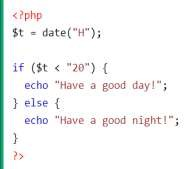 <?php
$t = date("H");

if ($t < "20") {
  echo "Have a good day!";
} else {
  echo "Have a good night!";
}
?>